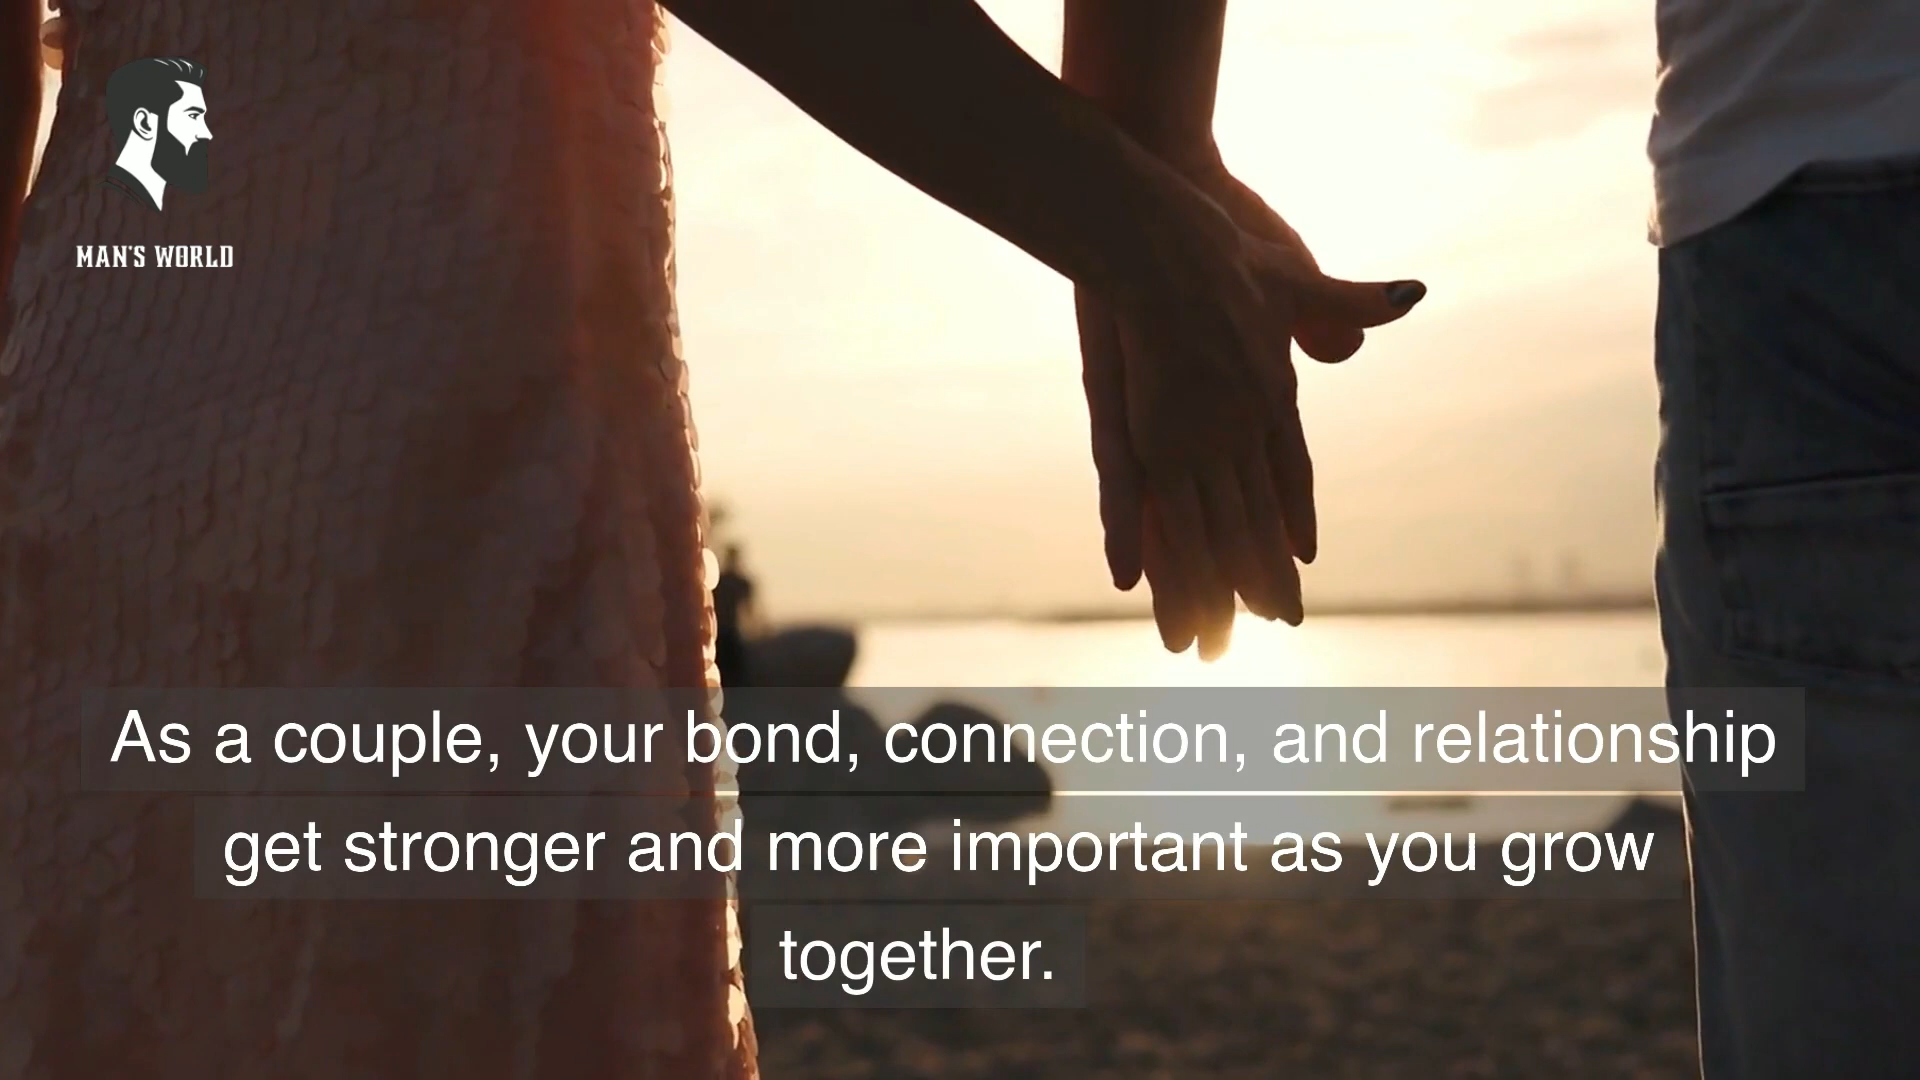 MAN'S WORLD
As a couple, your bond, connection, and relationship
get stronger and more important as you grow
together.